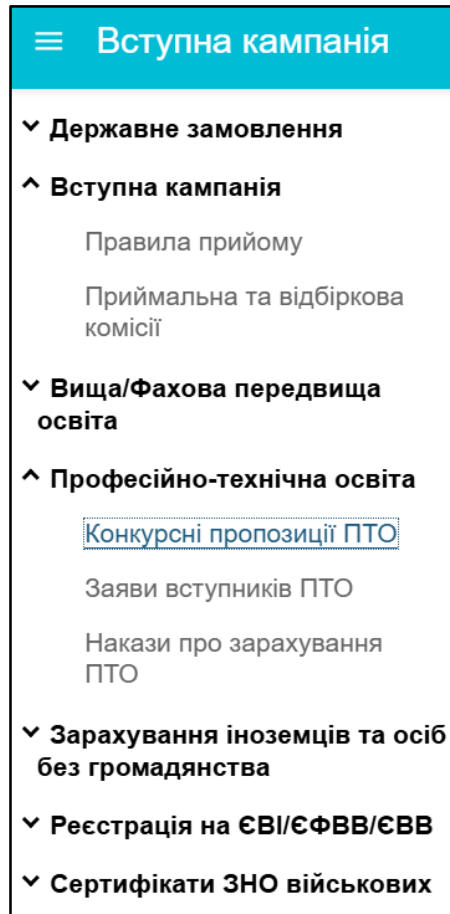 Вступна кампанія
Державне замовлення
Вступна кампанія
Правила прийому
Приймальна та відбіркова
комісії
Вища/Фахова передвища
освіта
Професійно-технічна освіта
Конкурсні пропозиції ПТО
Заяви вступників ПТО
Накази про зарахування
ПТО
Зарахування іноземців та осіб
без громадянства
Реєстрація на ЄВІ/ЄФВВ/ЄВВ
Сертифікати ЗНО військових